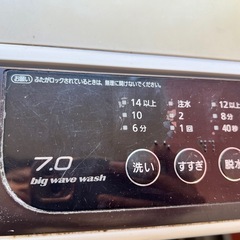 お願い ふたがロックされているときは、無理に開けないでください。
14以上 注水 12以上
10 2 8分
6分 1回 40秒
7.0 洗い すすぎ 脱水
big wave wash